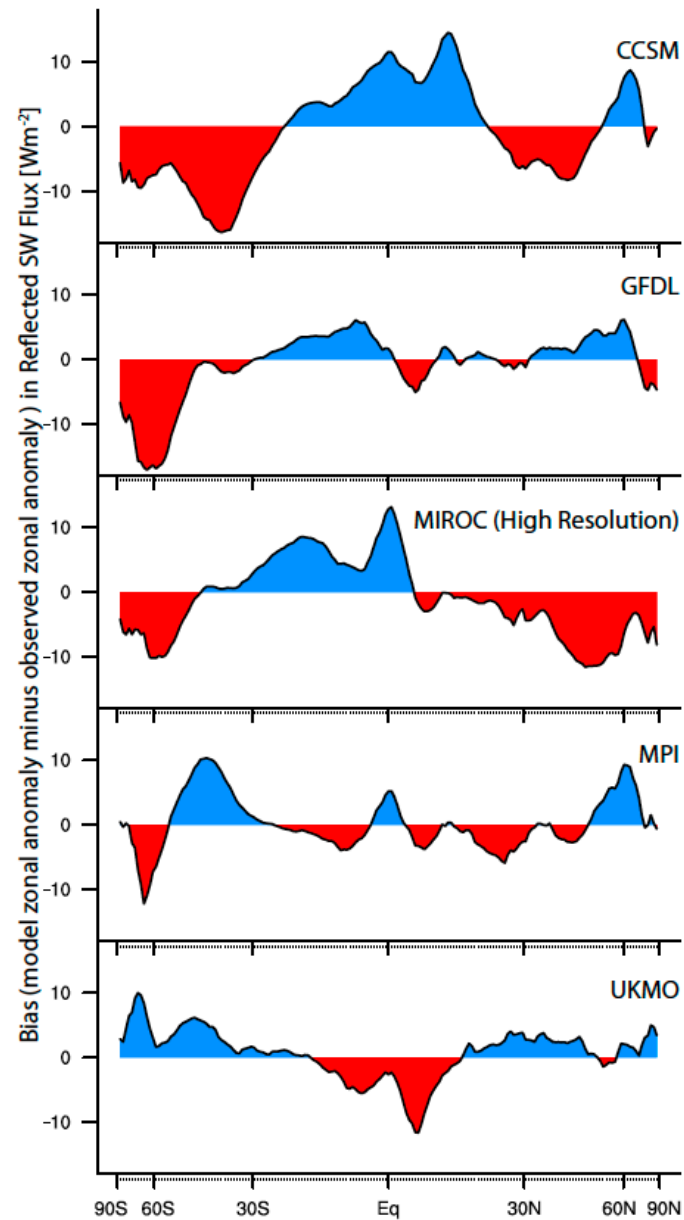 Bias (model zonal anomaly minus observed zonal anomaly ) in Reflected SW Flux [Wm-2]
CCSM
10
0
-10
GFDL
10
0
-10
MIROC (High Resolution)
10
0
-10
MPI
10
0
-10
UKMO
10
0
-10
90S 60S 30S Eq 30N 60N 90N